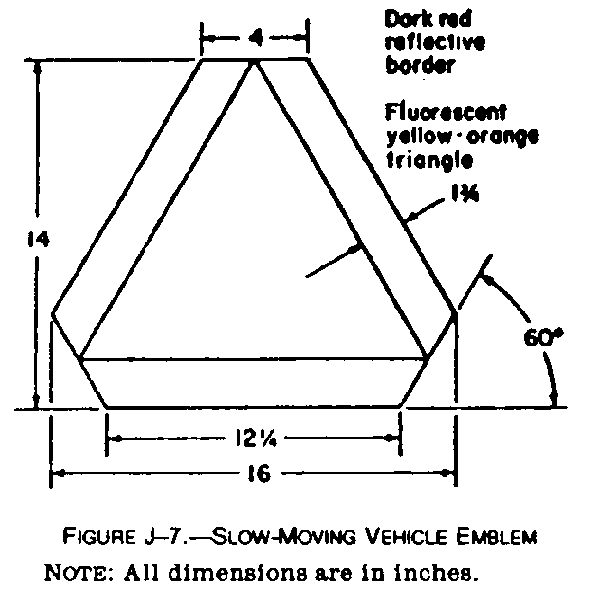 4
Dark red
reflective
border
Fluorescent
yellow-orange
triangle
1¾
14
60°
12¼
16
FIGURE J-7.—SLOW-MOVING VEHICLE EMBLEM
NOTE: All dimensions are in inches.